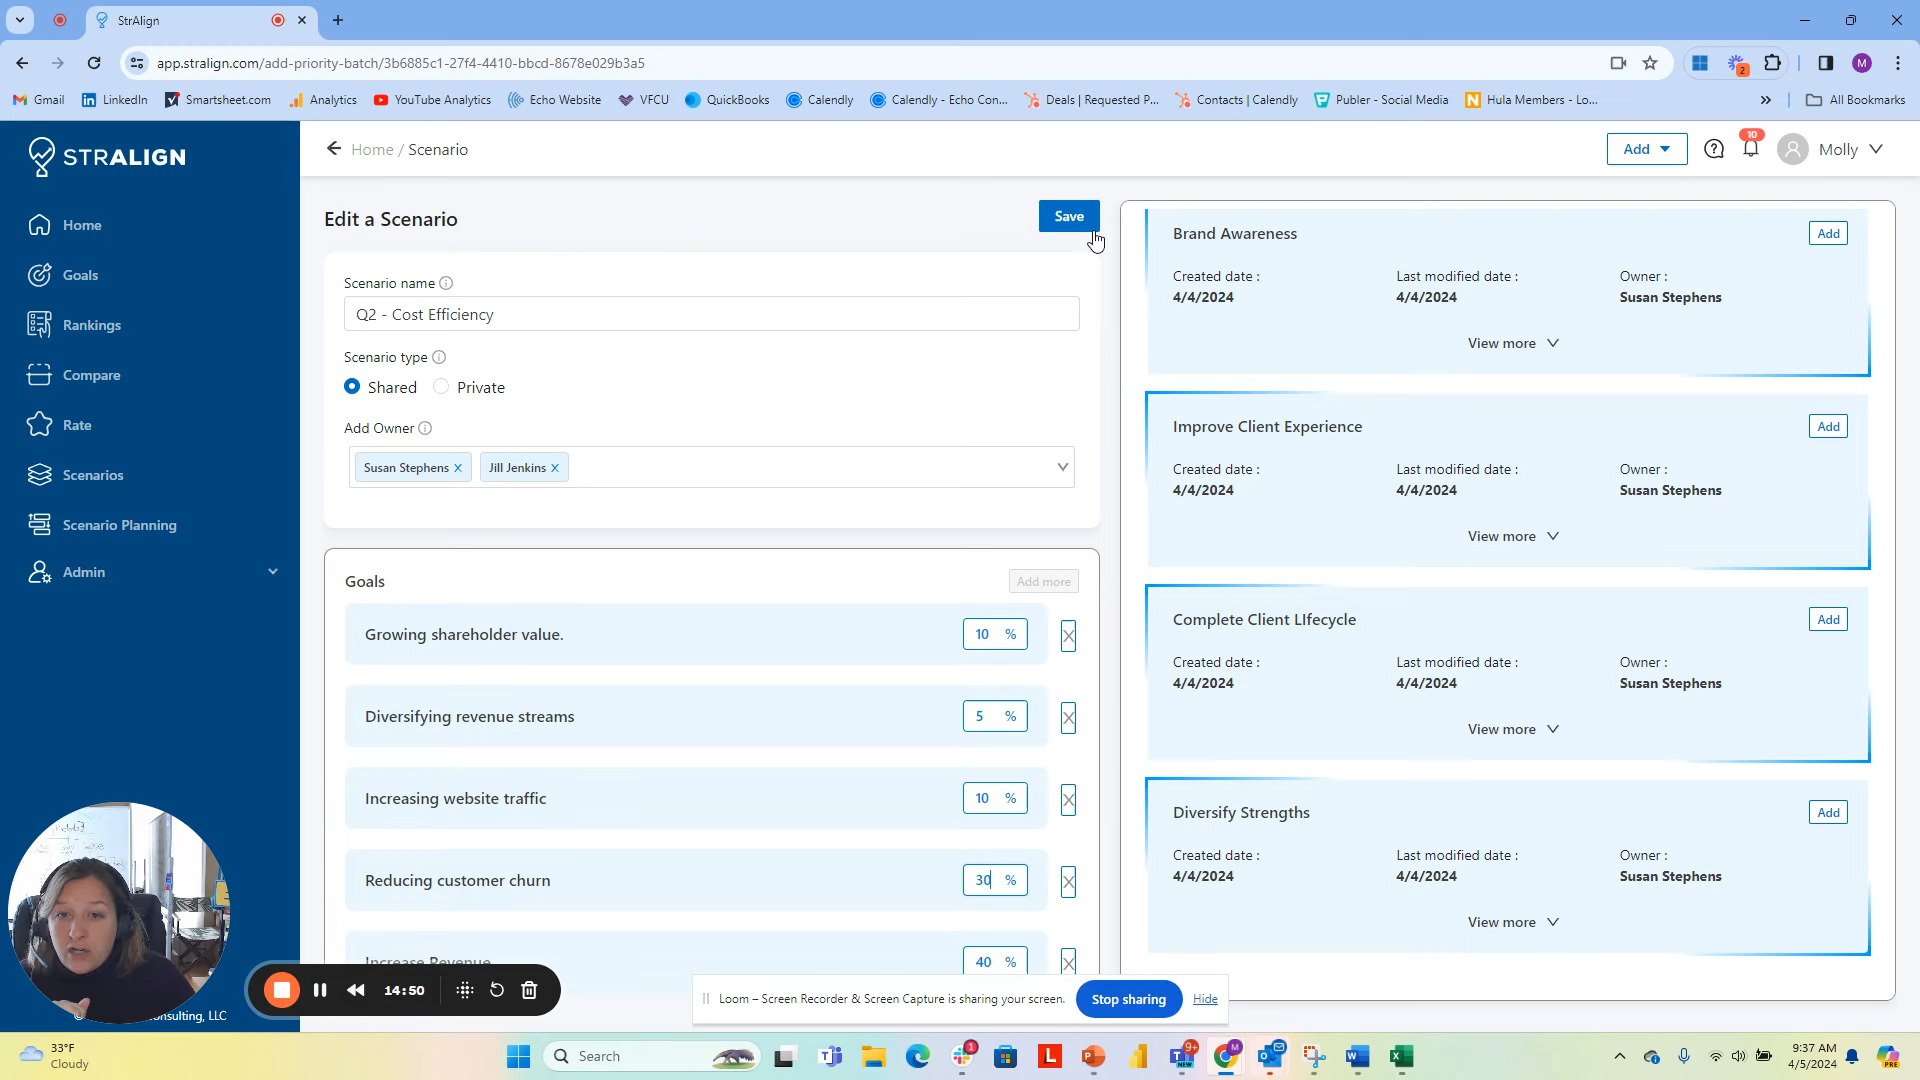 StrAlign
app.stralign.com/add-priority-batch/3b6885c1-27f4-4410-bbcd-8678e029b3a5
2
M
Gmail
LinkedIn
Smartsheet.com
Analytics
YouTube Analytics
Echo Website
VFCU
QuickBooks
Calendly
Calendly - Echo Con...
Deals | Requested P...
Contacts | Calendly
Publer - Social Media
Hula Members - Lo...
All Bookmarks
STRALIGN
Home
Goals
Rankings
Compare
Rate
Scenarios
Scenario Planning
Admin
Home / Scenario
Add
10
Molly
Edit a Scenario
Save
Scenario name
Q2 - Cost Efficiency
Scenario type
Shared
Private
Add Owner
Susan Stephens
Jill Jenkins
Goals
Add more
Growing shareholder value.
10 %
Diversifying revenue streams
5 %
Increasing website traffic
10 %
Reducing customer churn
30 %
Increase Revenue
40 %
Brand Awareness
Add
Created date :
Last modified date :
Owner :
4/4/2024
4/4/2024
Susan Stephens
View more
Improve Client Experience
Add
Created date :
Last modified date :
Owner :
4/4/2024
4/4/2024
Susan Stephens
View more
Complete Client LIfecycle
Add
Created date :
Last modified date :
Owner :
4/4/2024
4/4/2024
Susan Stephens
View more
Diversify Strengths
Add
Created date :
Last modified date :
Owner :
4/4/2024
4/4/2024
Susan Stephens
View more
14:50
Loom – Screen Recorder & Screen Capture is sharing your screen.
Stop sharing
Hide
onsulting, LLC
33°F
Cloudy
Search
1
9+
NEW
M
9:37 AM
4/5/2024
PRE